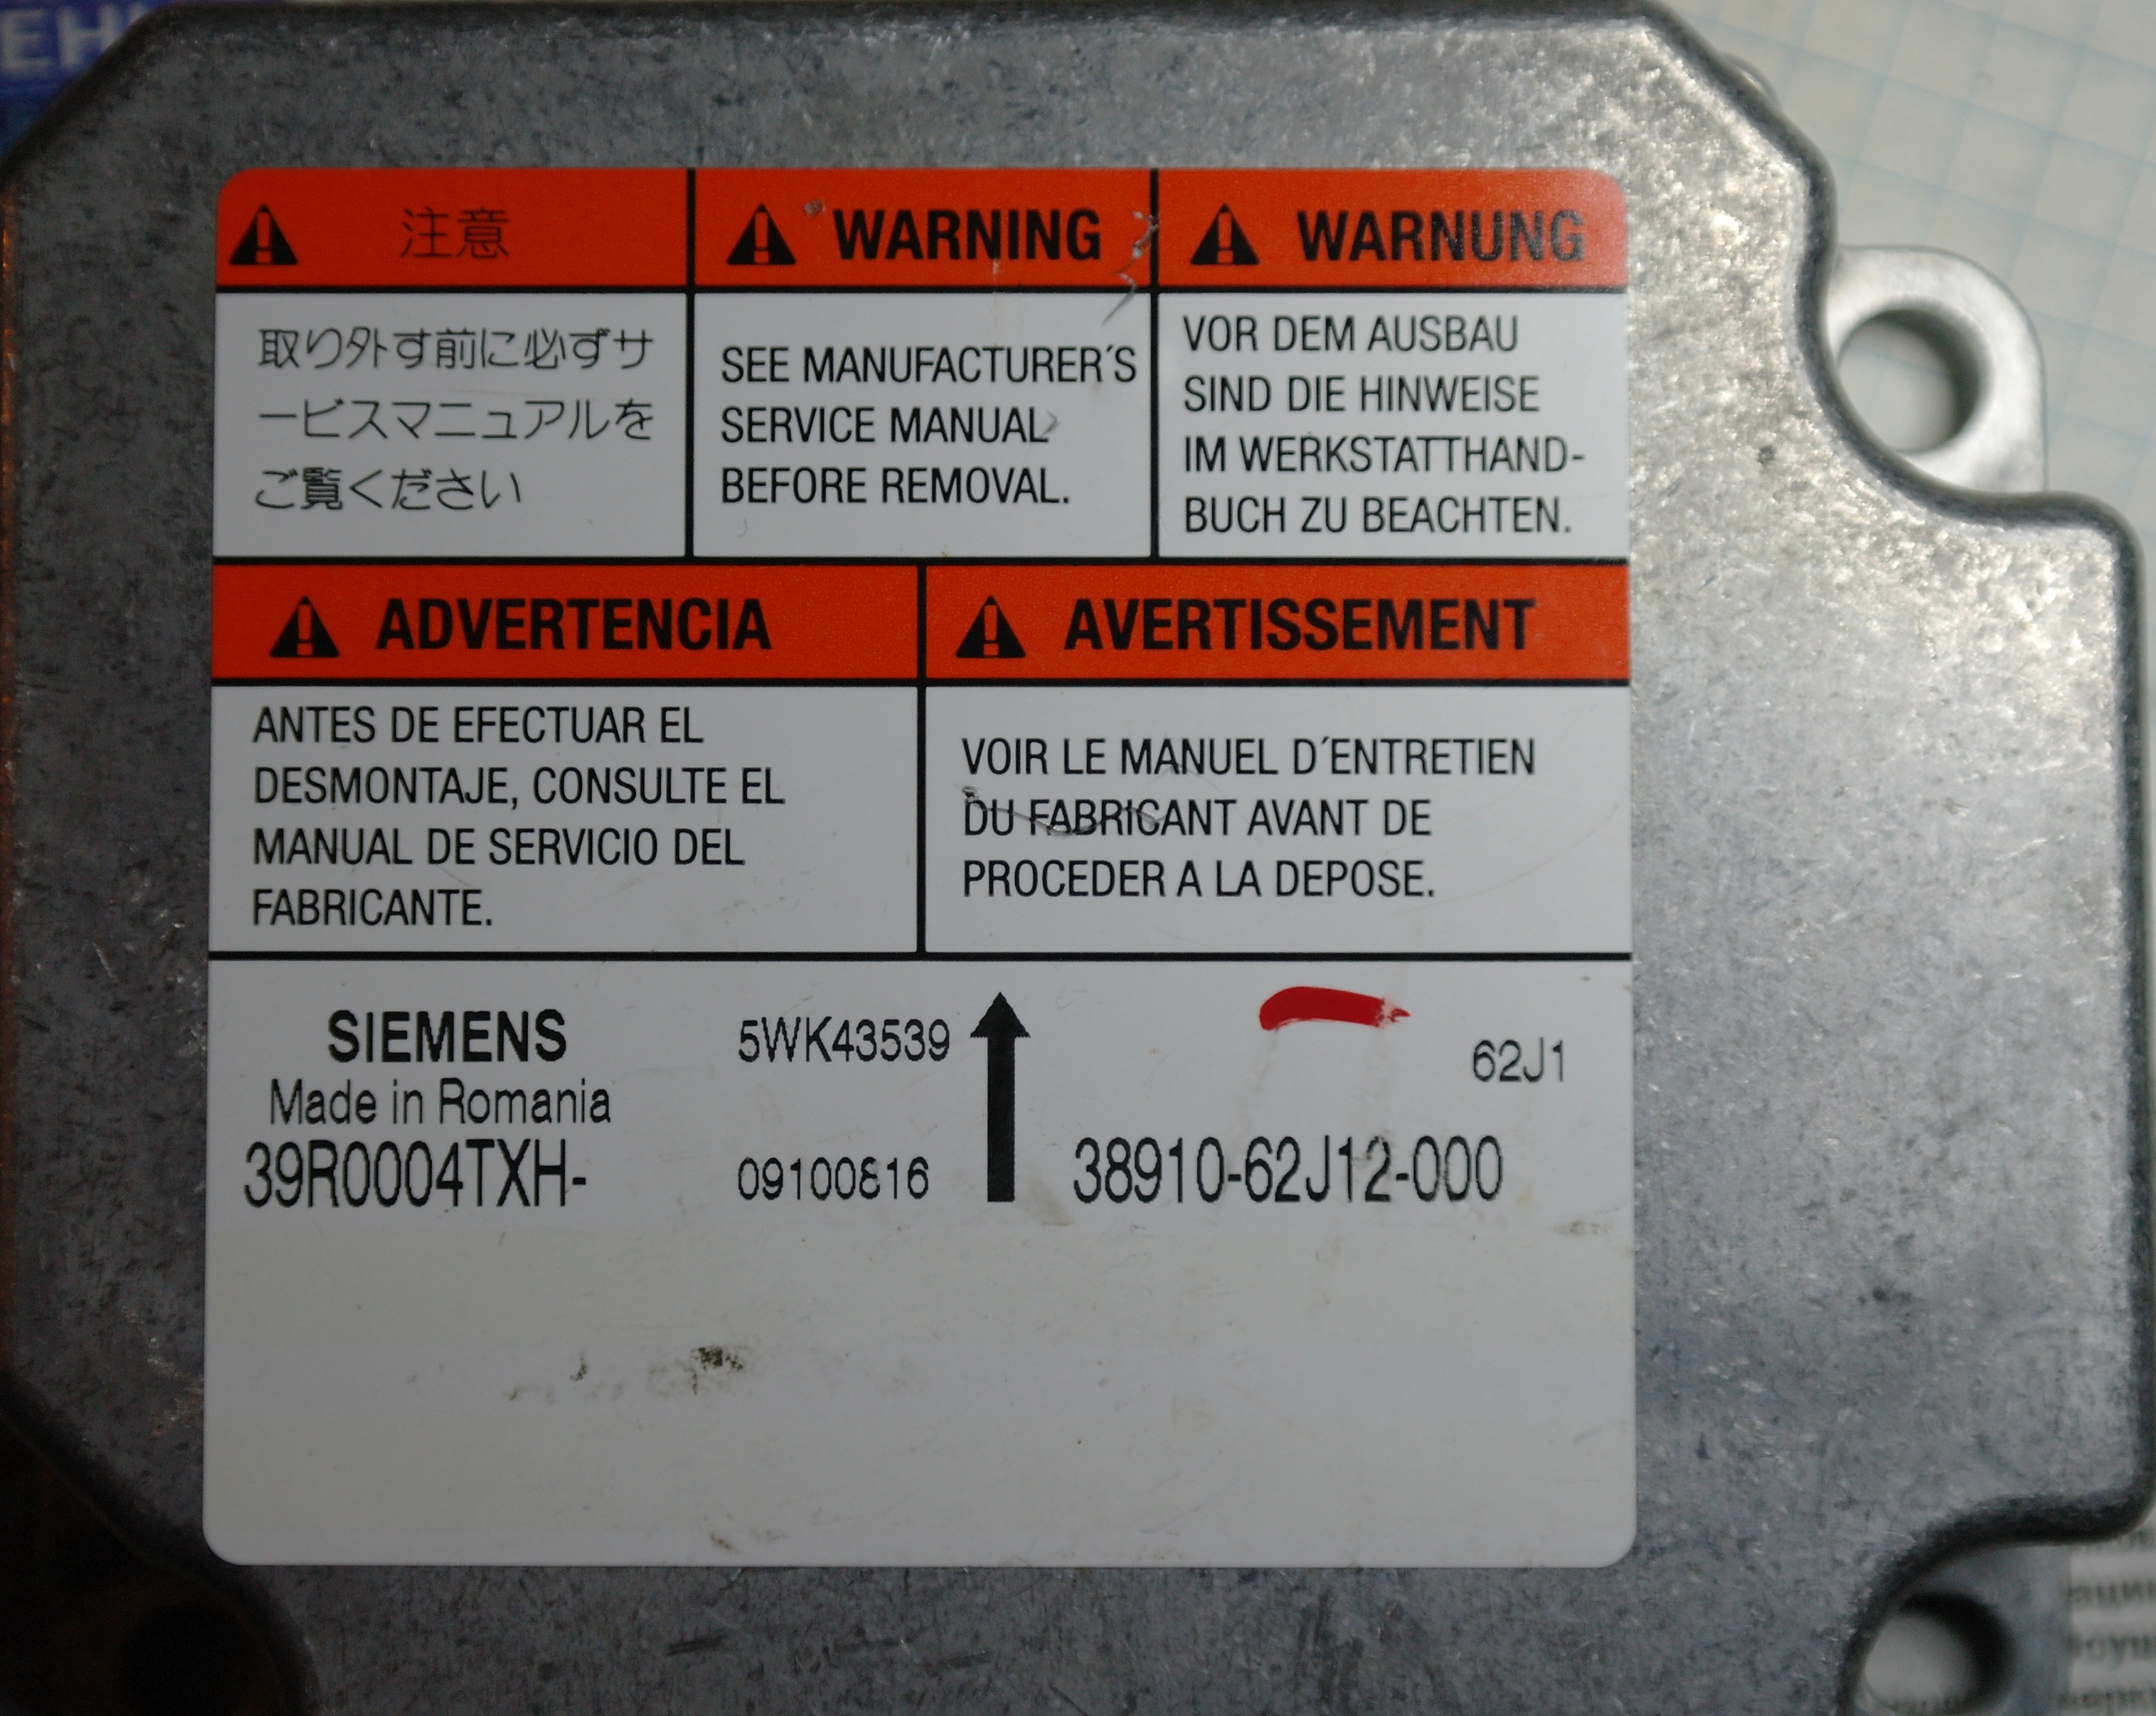 注意
取り外す前に必ずサ
ービスマニュアルを
ご覧ください
WARNING
SEE MANUFACTURER´S
SERVICE MANUAL
BEFORE REMOVAL.
WARNUNG
VOR DEM AUSBAU
SIND DIE HINWEISE
IM WERKSTATTHAND-
BUCH ZU BEACHTEN.
ADVERTENCIA
ANTES DE EFECTUAR EL
DESMONTAJE, CONSULTE EL
MANUAL DE SERVICIO DEL
FABRICANTE.
AVERTISSEMENT
VOIR LE MANUEL D´ENTRETIEN
DU FABRICANT AVANT DE
PROCEDER A LA DEPOSE.
SIEMENS
Made in Romania
39R0004TXH-
5WK43539
09100816
62J1
38910-62J12-000